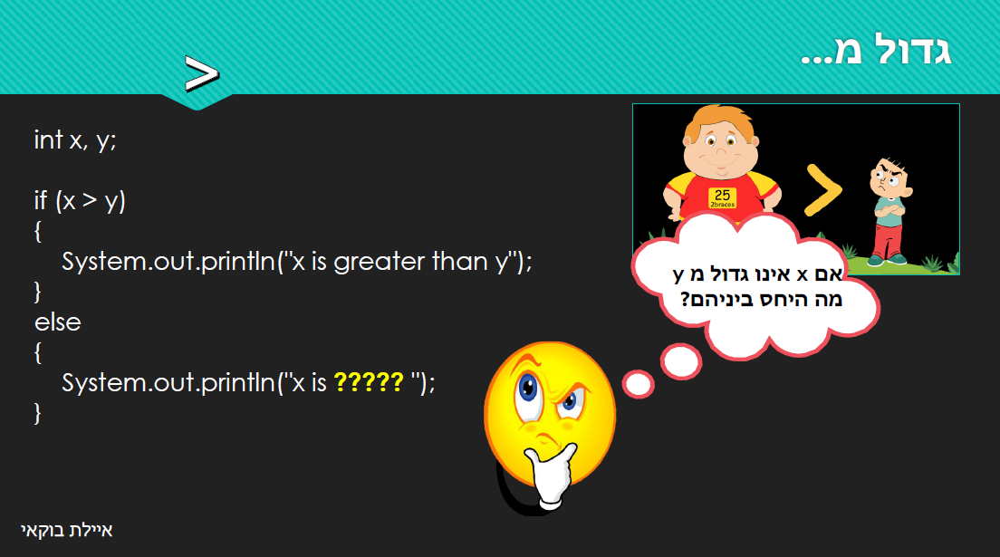 גדול מ...
>
int x, y;
if (x > y)
{
System.out.println("x is greater than y");
}
else
{
System.out.println("x is ????? ");
}
25
2braces
>
אם x אינו גדול מ y
מה היחס ביניהם?
איילת בוקאי